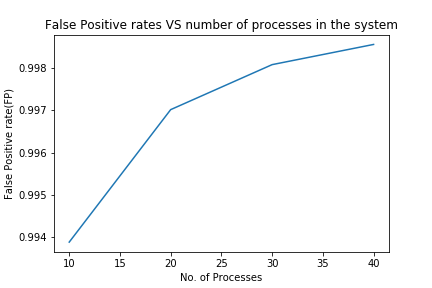 False Positive rates VS number of processes in the system
0.998
0.997
0.996
0.995
0.994
False Positive rate(FP)
10 15 20 25 30 35 40
No. of Processes